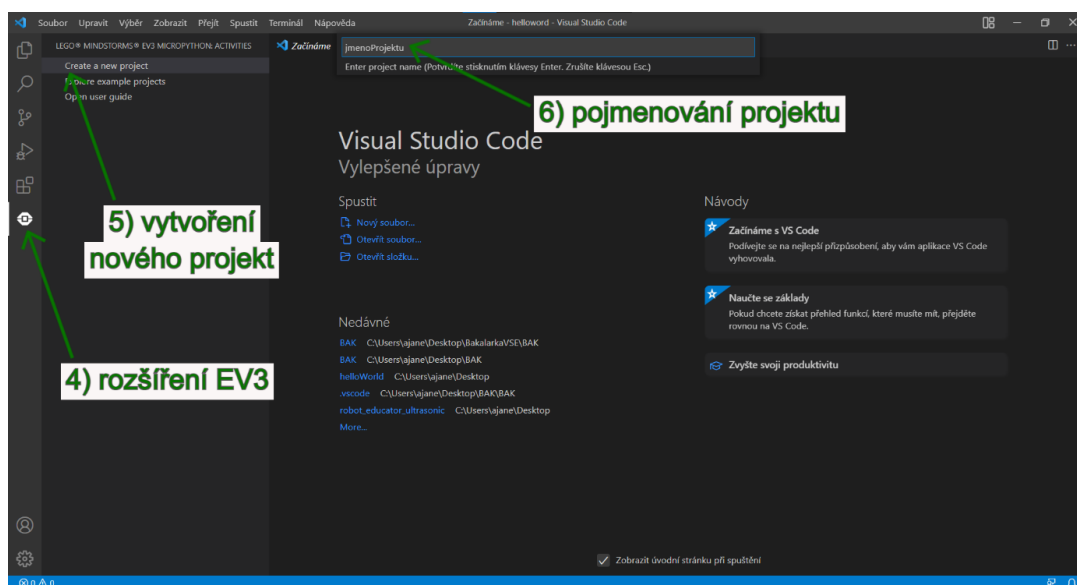 Soubor Upravit Výběr Zobrazit Přejít Spustit Terminál Nápověda
Začínáme - helloword - Visual Studio Code
LEGO® MINDSTORMS® EV3 MICROPYTHON: ACTIVITIES
Create a new project
Explore example projects
Open user guide
Začínáme
jmenoProjektu
Enter project name (Potvrďte stisknutím klávesy Enter. Zrušíte klávesou Esc.)
6) pojmenování projektu
5) vytvoření
nového projekt
4) rozšíření EV3
Visual Studio Code
Vylepšené úpravy
Spustit
Nový soubor...
Otevřít soubor...
Otevřít složku...
Nedávné
BAK C:\Users\ajane\Desktop\BakalarkaVSE\BAK
BAK C:\Users\ajane\Desktop\BAK
helloWorld C:\Users\ajane\Desktop
.vscode C:\Users\ajane\Desktop\BAK\BAK
robot_educator_ultrasonic C:\Users\ajane\Desktop
More...
Návody
Začínáme s VS Code
Podívejte se na nejlepší přizpůsobení, aby vám aplikace VS Code
vyhovovala.
Naučte se základy
Pokud chcete získat přehled funkcí, které musíte mít, přejděte
rovnou na VS Code.
Zvyšte svoji produktivitu
Zobrazit úvodní stránku při spuštění
0 0